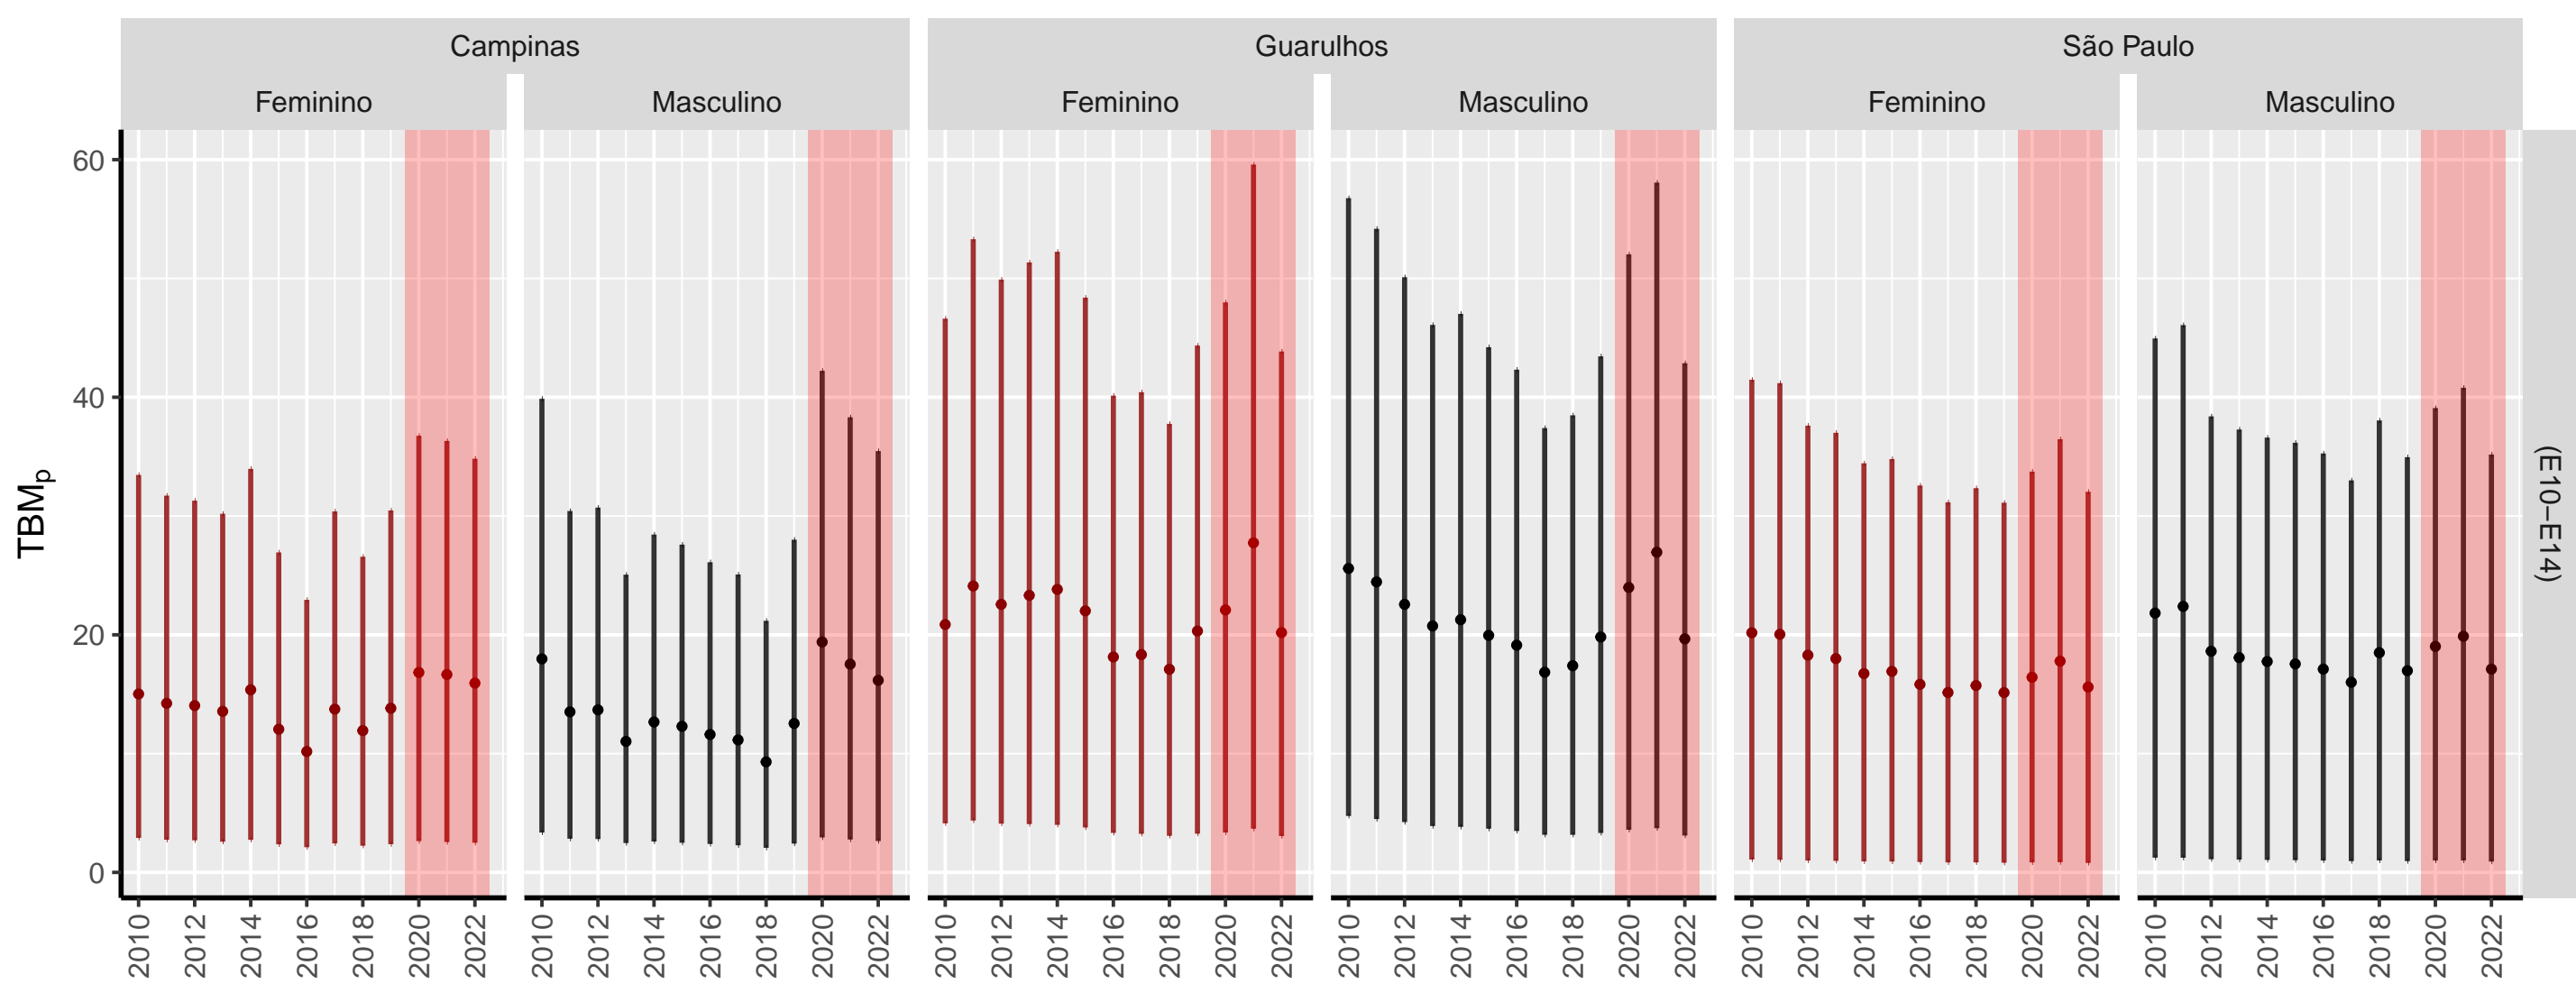 Campinas Guarulhos São Paulo
Feminino Masculino Feminino Masculino Feminino Masculino
60
40
20
0
TBMp
(E10−E14)
2010 2012 2014 2016 2018 2020 2022 2010 2012 2014 2016 2018 2020 2022 2010 2012 2014 2016 2018 2020 2022 2010 2012 2014 2016 2018 2020 2022 2010 2012 2014 2016 2018 2020 2022 2010 2012 2014 2016 2018 2020 2022